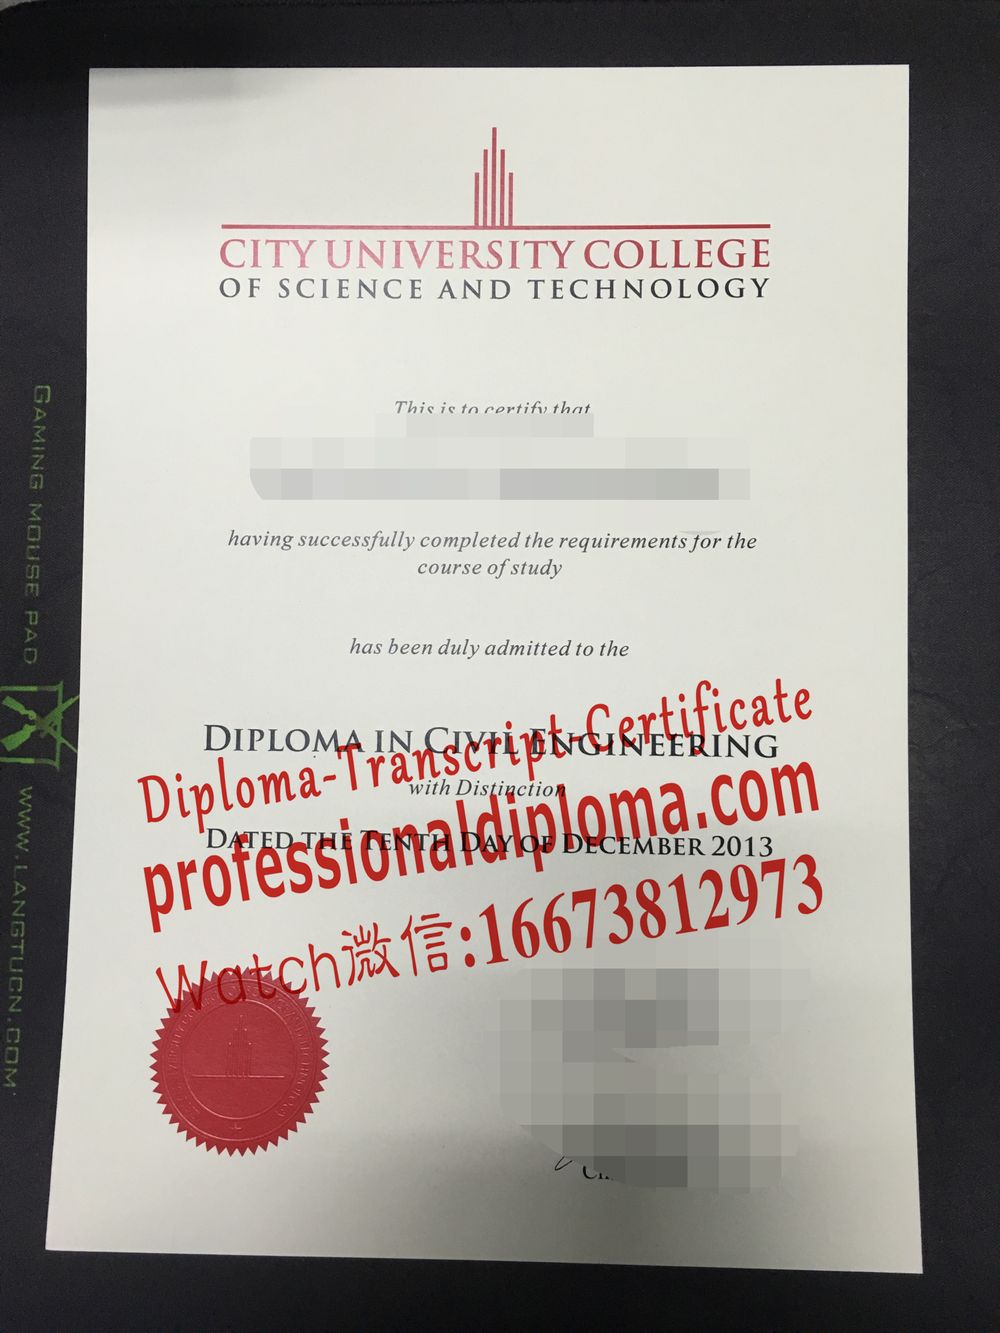 CITY UNIVERSITY COLLEGE
OF SCIENCE AND TECHNOLOGY
This is to certify that
having successfully completed the requirements for the
course of study
has been duly admitted to the
DIPLOMA IN CIVIL ENGINEERING
Diploma-Transcript-Certificate
with Distinction
professionaldiploma.com
DATED THE TENTH DAY OF DECEMBER 2013
Watch微信:16673812973
GAMING MOUSE PAD
WWW.LANGTUCN.COM